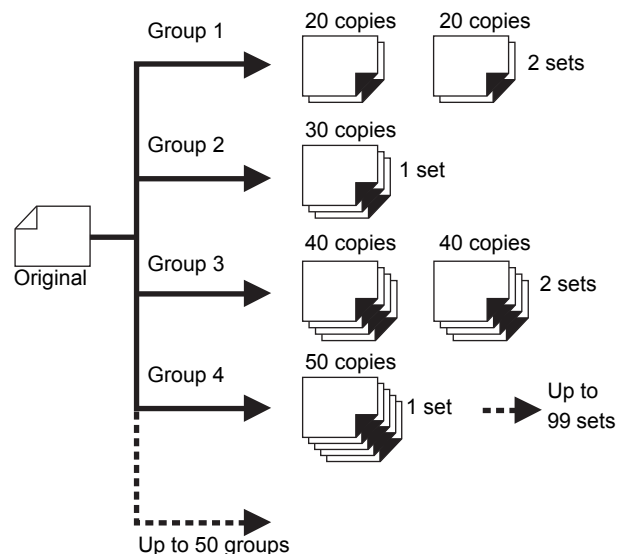 Group 1
20 copies
20 copies
2 sets
Group 2
30 copies
1 set
Original
Group 3
40 copies
40 copies
2 sets
Group 4
50 copies
1 set
Up to
99 sets
Up to 50 groups